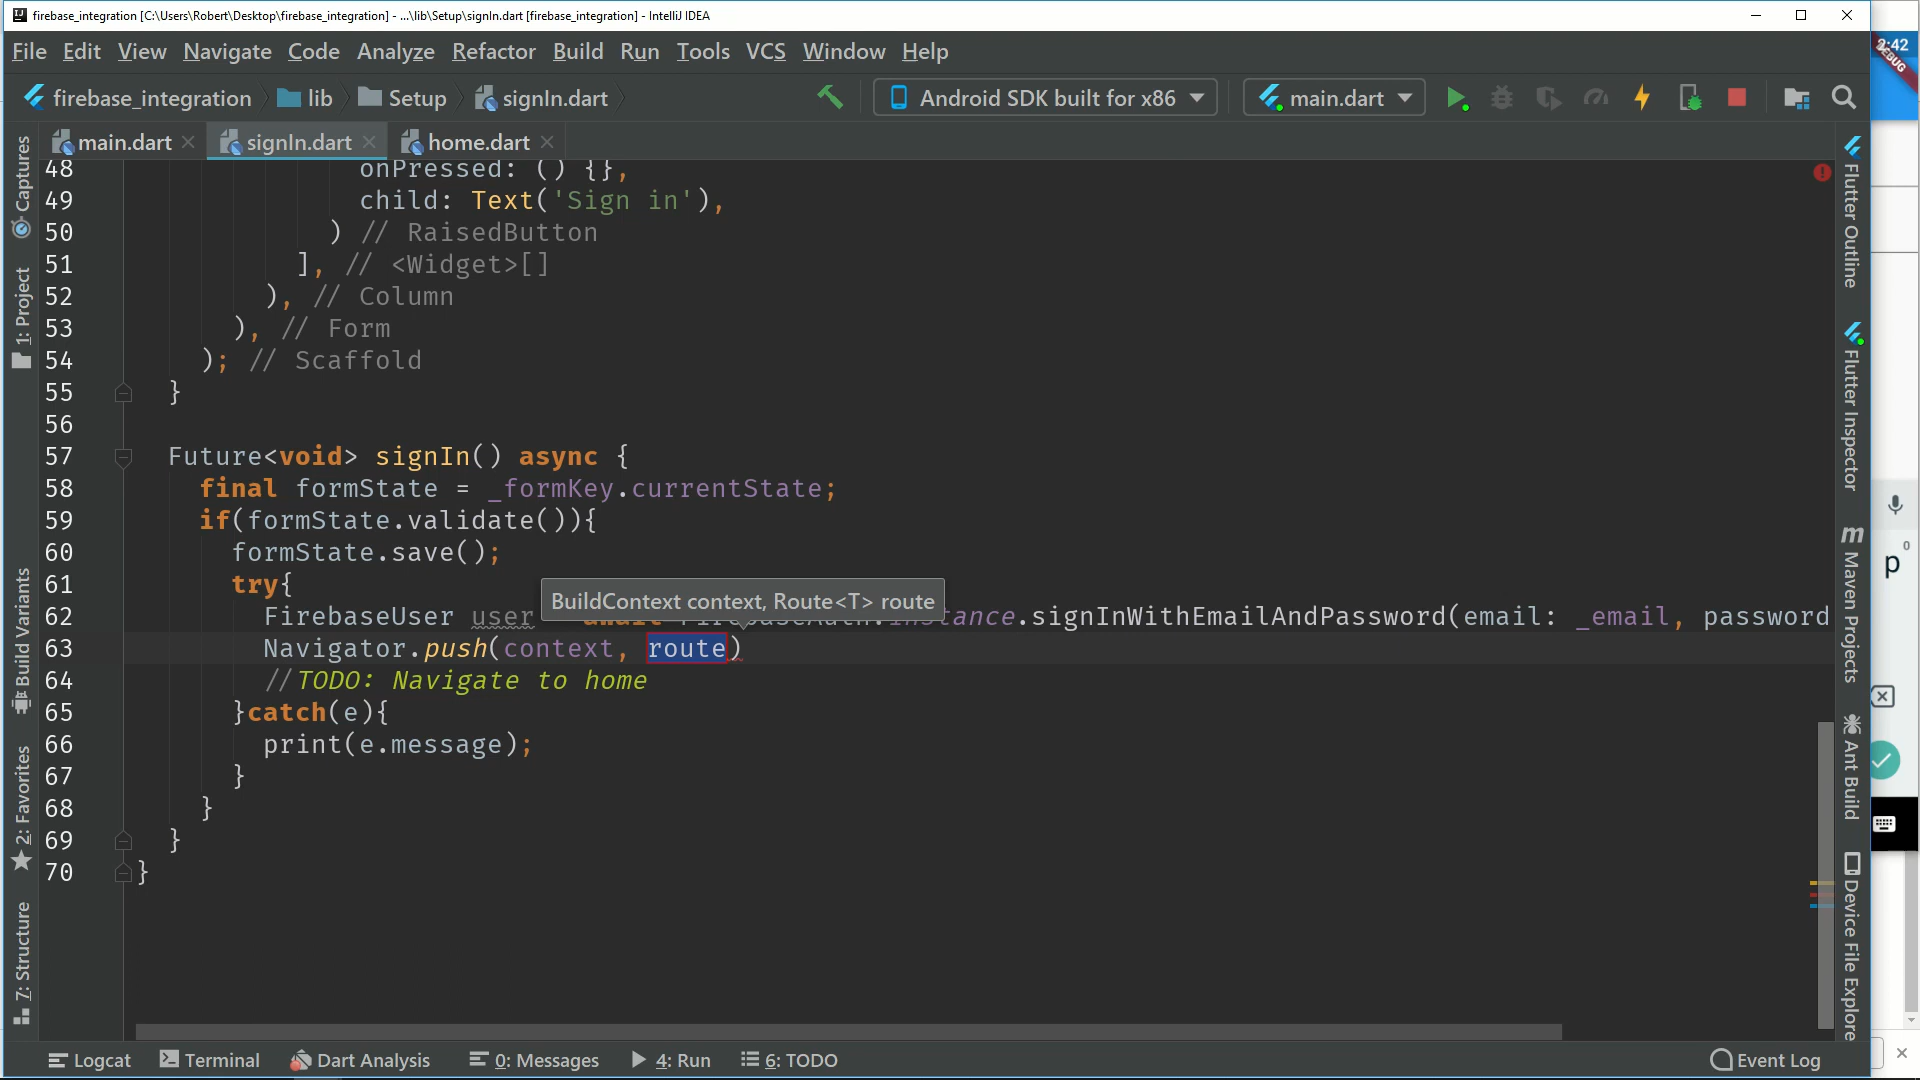 firebase_integration [C:\Users\Robert\Desktop\firebase_integration] - ...\lib\Setup\signIn.dart [firebase_integration] - IntelliJ IDEA
File Edit View Navigate Code Analyze Refactor Build Run Tools VCS Window Help
firebase_integration lib Setup signIn.dart Android SDK built for x86 main.dart
main.dart signIn.dart home.dart
48 onPressed: () {},
49 child: Text('Sign in'),
50 ) // RaisedButton
51 ], // <Widget>[]
52 ), // Column
53 ), // Form
54 ); // Scaffold
55 }
56
57 Future<void> signIn() async {
58 final formState = _formKey.currentState;
59 if(formState.validate()){
60 formState.save();
61 try{
BuildContext context, Route<T> route
62 FirebaseUser user .signInWithEmailAndPassword(email: _email, password
63 Navigator.push(context, route)
64 //TODO: Navigate to home
65 }catch(e){
66 print(e.message);
67 }
68 }
69 }
70 }
Captures
1: Project
Build Variants
2: Favorites
7: Structure
Flutter Outline
Flutter Inspector
m Maven Projects
Ant Build
Device File Explore
:42
DEBUG
p 0
Logcat Terminal Dart Analysis 0: Messages 4: Run 6: TODO Event Log